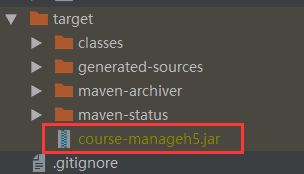 target
classes
generated-sources
maven-archiver
maven-status
course-manageh5.jar
.gitignore